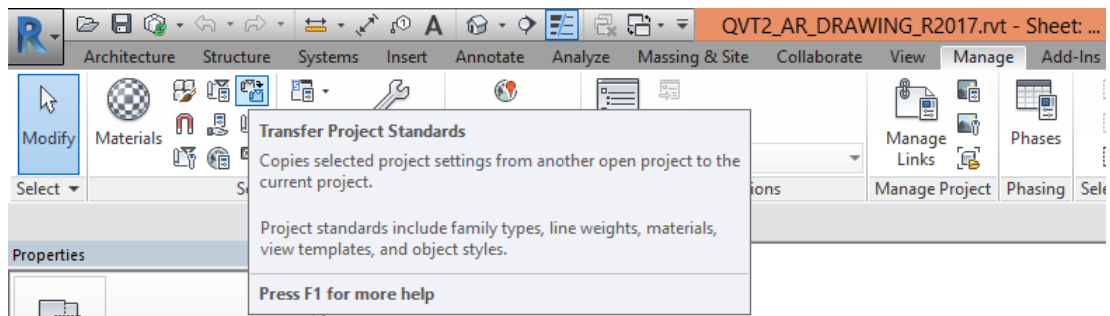 QVT2_AR_DRAWING_R2017.rvt - Sheet: ...
Architecture Structure Systems Insert Annotate Analyze Massing & Site Collaborate View Manage Add-Ins
Modify
Materials
Manage
Links
Phases
Transfer Project Standards
Copies selected project settings from another open project to the
current project.
Project standards include family types, line weights, materials,
view templates, and object styles.
Press F1 for more help
Select
Manage Project Phasing
Properties